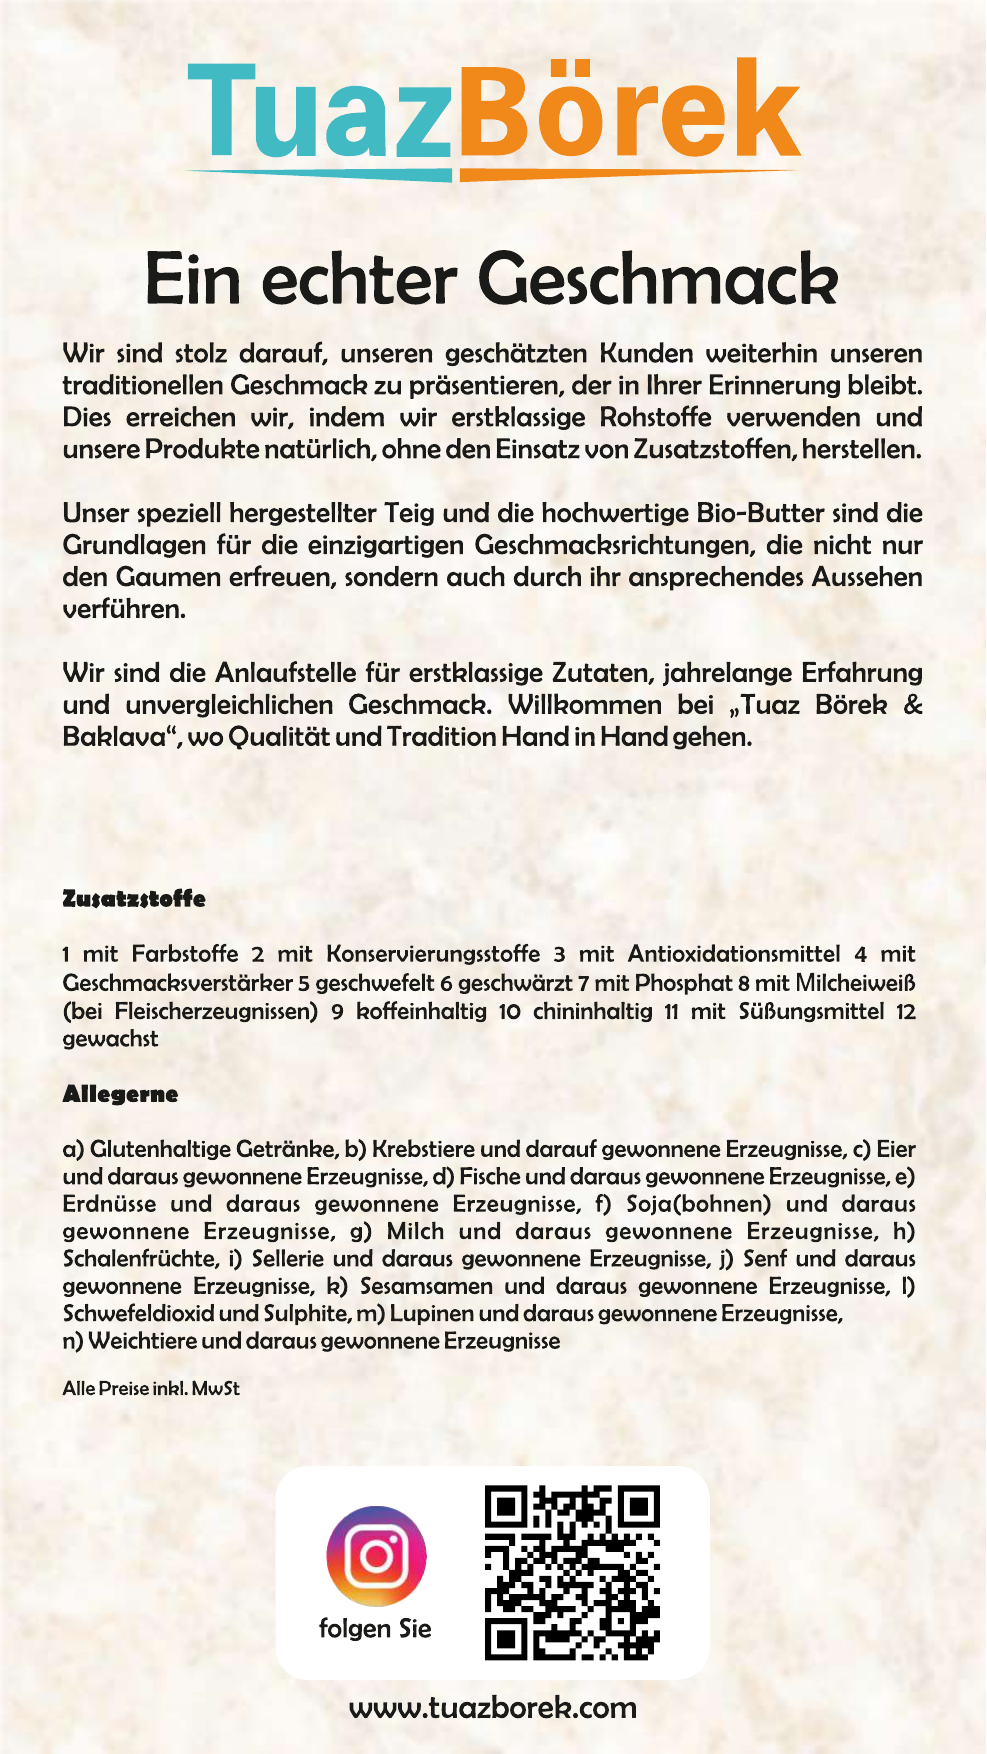 TuazBörek
Ein echter Geschmack
Wir sind stolz darauf, unseren geschätzten Kunden weiterhin unseren
traditionellen Geschmack zu präsentieren, der in Ihrer Erinnerung bleibt.
Dies erreichen wir, indem wir erstklassige Rohstoffe verwenden und
unsere Produkte natürlich, ohne den Einsatz von Zusatzstoffen, herstellen.
Unser speziell hergestellter Teig und die hochwertige Bio-Butter sind die
Grundlagen für die einzigartigen Geschmacksrichtungen, die nicht nur
den Gaumen erfreuen, sondern auch durch ihr ansprechendes Aussehen
verführen.
Wir sind die Anlaufstelle für erstklassige Zutaten, jahrelange Erfahrung
und unvergleichlichen Geschmack. Willkommen bei „Tuaz Börek &
Baklava“, wo Qualität und Tradition Hand in Hand gehen.
Zusatzstoffe
1 mit Farbstoffe 2 mit Konservierungsstoffe 3 mit Antioxidationsmittel 4 mit
Geschmacksverstärker 5 geschwefelt 6 geschwärzt 7 mit Phosphat 8 mit Milcheiweiß
(bei Fleischerzeugnissen) 9 koffeinhaltig 10 chininhaltig 11 mit Süßungsmittel 12
gewachst
Allegerne
a) Glutenhaltige Getränke, b) Krebstiere und darauf gewonnene Erzeugnisse, c) Eier
und daraus gewonnene Erzeugnisse, d) Fische und daraus gewonnene Erzeugnisse, e)
Erdnüsse und daraus gewonnene Erzeugnisse, f) Soja(bohnen) und daraus
gewonnene Erzeugnisse, g) Milch und daraus gewonnene Erzeugnisse, h)
Schalenfrüchte, i) Sellerie und daraus gewonnene Erzeugnisse, j) Senf und daraus
gewonnene Erzeugnisse, k) Sesamsamen und daraus gewonnene Erzeugnisse, l)
Schwefeldioxid und Sulphite, m) Lupinen und daraus gewonnene Erzeugnisse,
n) Weichtiere und daraus gewonnene Erzeugnisse
Alle Preise inkl. MwSt
folgen Sie
www.tuazborek.com